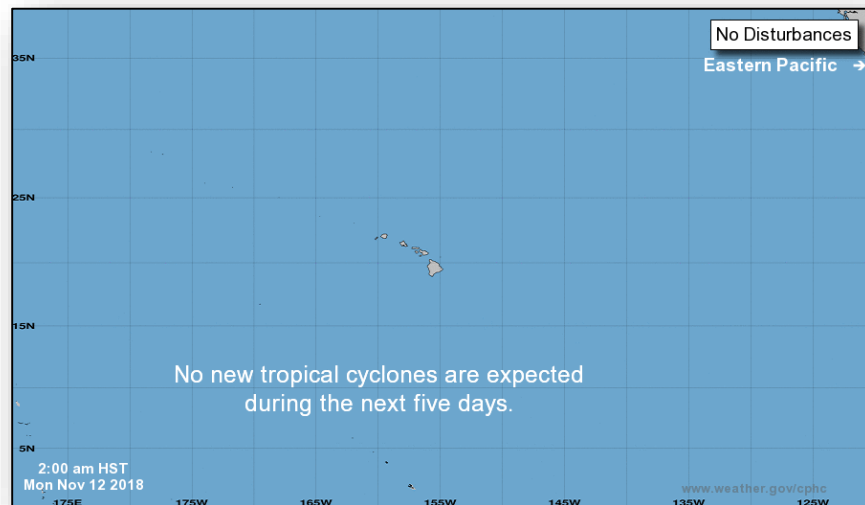 No Disturbances
Eastern Pacific →
35N
25N
15N
No new tropical cyclones are expected
during the next five days.
5N
2:00 am HST
Mon Nov 12 2018
www.weather.gov/cphc
175E
175W
165W
155W
145W
135W
125W